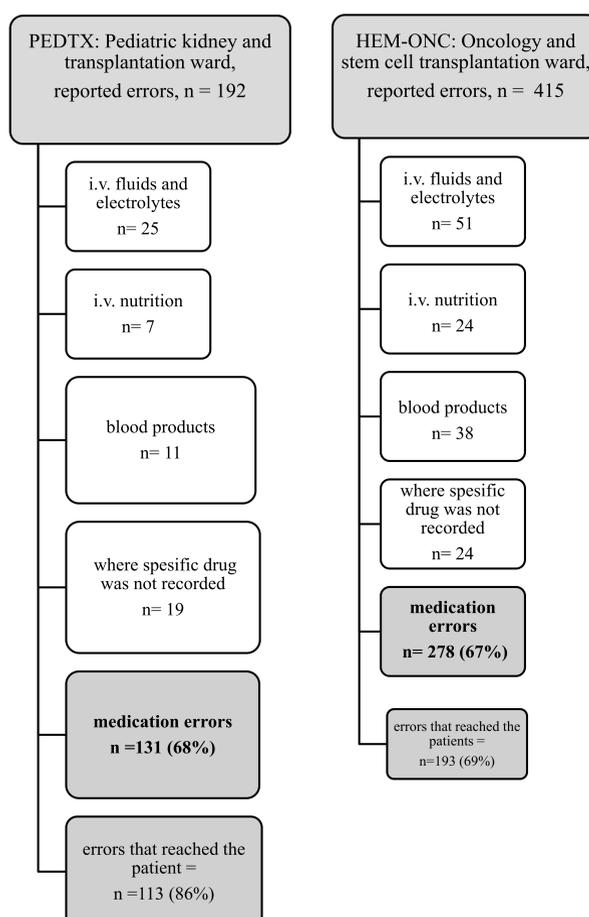 PEDTX: Pediatric kidney and
transplantation ward,
reported errors, n = 192
i.v. fluids and
electrolytes
n= 25
i.v. nutrition
n= 7
blood products
n= 11
where spesific drug
was not recorded
n= 19
medication errors
n =131 (68%)
errors that reached the
patient =
n =113 (86%)
HEM-ONC: Oncology and
stem cell transplantation ward,
reported errors, n = 415
i.v. fluids and
electrolytes
n= 51
i.v. nutrition
n= 24
blood products
n= 38
where spesific
drug was not
recorded
n= 24
medication
errors
n= 278 (67%)
errors that reached the
patients =
n=193 (69%)